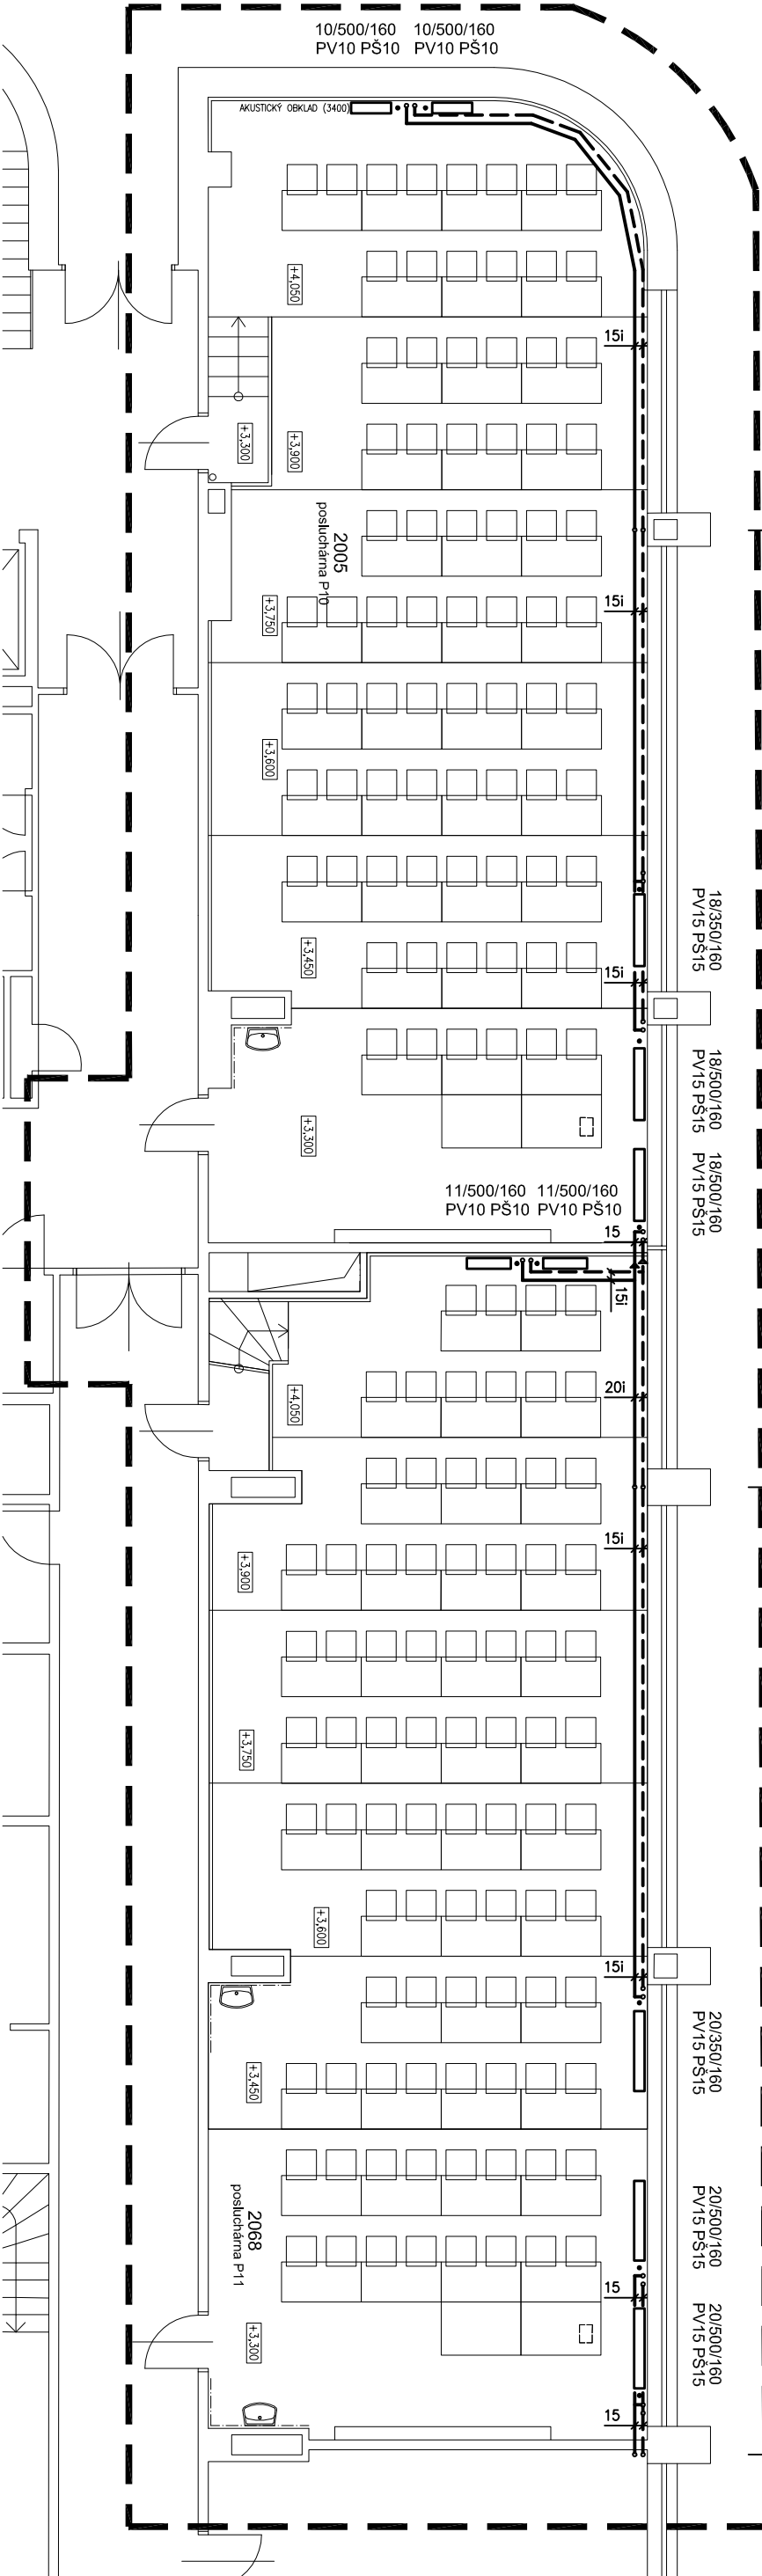 10/500/160 10/500/160
PV10 PŠ10 PV10 PŠ10
AKUSTICKÝ OBKLAD (3400)
+4,050
15i
+3,300
+3,900
2005
posluchárna P10
15i
+3,750
+3,600
18/350/160
PV15 PŠ15
+3,450
15i
18/500/160
PV15 PŠ15
+3,300
18/500/160
PV15 PŠ15
11/500/160 11/500/160
PV10 PŠ10 PV10 PŠ10
15
15i
20i
+4,050
15i
+3,900
+3,750
+3,600
15i
20/350/160
PV15 PŠ15
+3,450
2068
posluchárna P11
20/500/160
PV15 PŠ15
15
20/500/160
PV15 PŠ15
+3,300
15